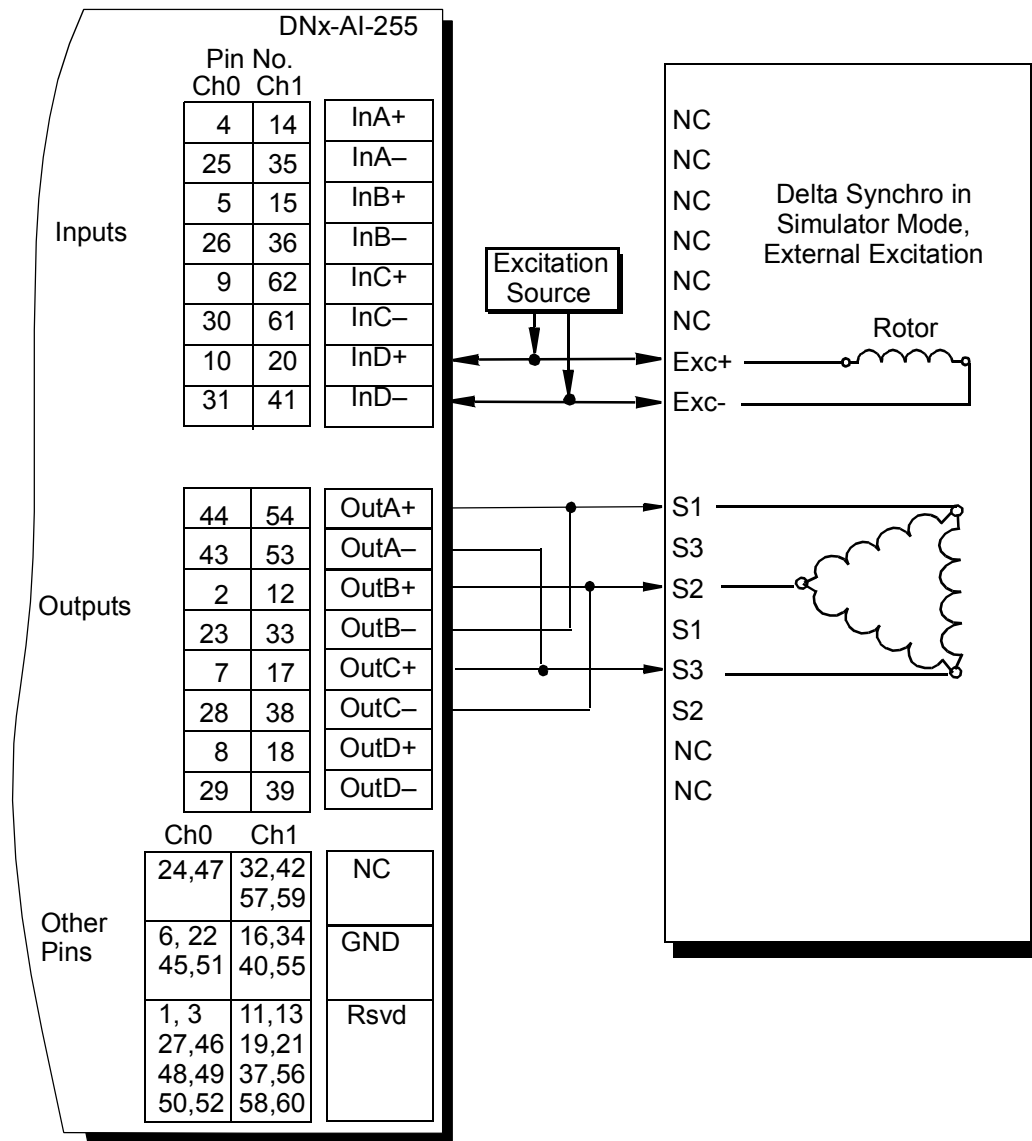 DNx-AI-255
Pin No.
Ch0 Ch1
Inputs
4 14 InA+
25 35 InA–
5 15 InB+
26 36 InB–
9 62 InC+
30 61 InC–
10 20 InD+
31 41 InD–
Outputs
44 54 OutA+
43 53 OutA–
2 12 OutB+
23 33 OutB–
7 17 OutC+
28 38 OutC–
8 18 OutD+
29 39 OutD–
Ch0 Ch1
Other
Pins
24,47 32,42 NC
57,59
6, 22 16,34 GND
45,51 40,55
1, 3 11,13 Rsvd
27,46 19,21
48,49 37,56
50,52 58,60
Excitation
Source
NC
NC
NC
NC
NC
NC
Exc+
Exc-
Delta Synchro in
Simulator Mode,
External Excitation
Rotor
S1
S3
S2
S1
S3
S2
NC
NC